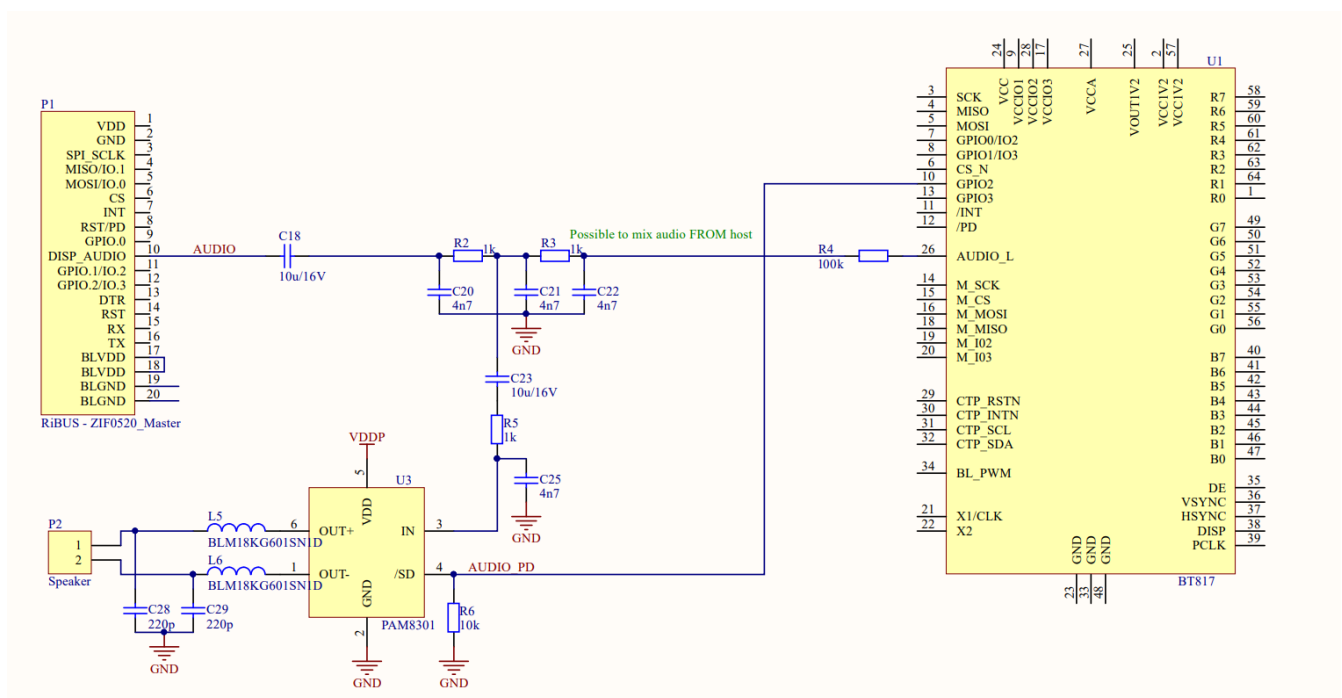 P1
VDD 1
GND 2
SPI_SCLK 3
MISO/IO.1 4
MOSI/IO.0 5
CS 6
INT 7
RST/PD 8
GPIO.0 9
DISP_AUDIO 10
GPIO.1/IO.2 11
GPIO.2/IO.3 12
DTR 13
RST 14
RX 15
TX 16
BLVDD 17
BLVDD 18
BLGND 19
BLGND 20
RiBUS - ZIF0520_Master
AUDIO
C18
10u/16V
R2
1k
R3
1k
Possible to mix audio FROM host
R4
100k
C20
4n7
C21
4n7
C22
4n7
GND
C23
10u/16V
R5
1k
C25
4n7
GND
VDDP
5
U3
VDD
OUT+ 6
IN 3
OUT- 1
/SD 4
GND
2
PAM8301
GND
AUDIO_PD
R6
10k
GND
P2
1
2
Speaker
L5
BLM18KG601SN1D
L6
BLM18KG601SN1D
C28
220p
C29
220p
GND
U1
24 9 28 17 27 25 2 57
VCC
VCCIO1
VCCIO2
VCCIO3
VCCA
VOUT1V2
VCC1V2
VCC1V2
3 SCK
4 MISO
5 MOSI
7 GPIO0/IO2
8 GPIO1/IO3
6 CS_N
10 GPIO2
13 GPIO3
11 /INT
12 /PD
26 AUDIO_L
14 M_SCK
15 M_CS
16 M_MOSI
18 M_MISO
19 M_I02
20 M_I03
29 CTP_RSTN
30 CTP_INTN
31 CTP_SCL
32 CTP_SDA
34 BL_PWM
21 X1/CLK
22 X2
R7 58
R6 59
R5 60
R4 61
R3 62
R2 63
R1 64
R0 1
G7 49
G6 50
G5 51
G4 52
G3 53
G2 54
G1 55
G0 56
B7 40
B6 41
B5 42
B4 43
B3 44
B2 45
B1 46
B0 47
DE 35
VSYNC 36
HSYNC 37
DISP 38
PCLK 39
GND
GND
GND
23 33 48
BT817